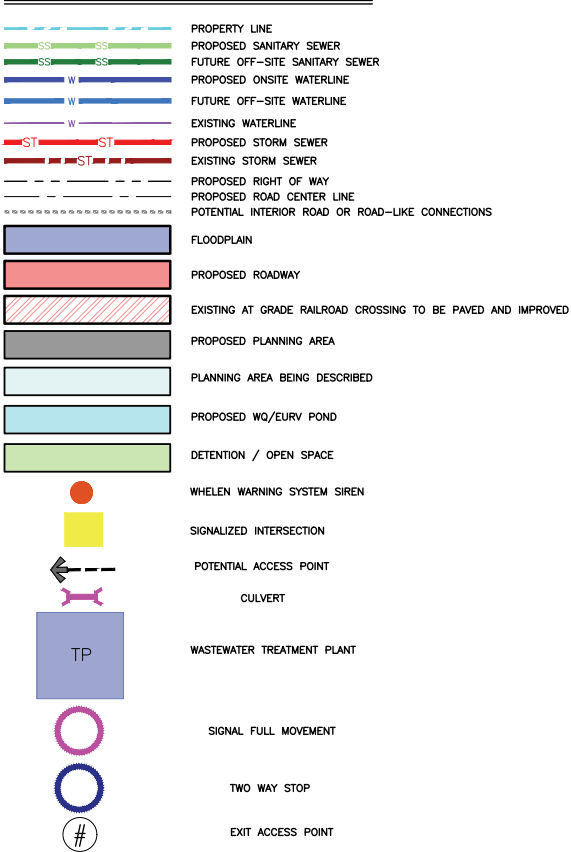 PROPERTY LINE
SS SS PROPOSED SANITARY SEWER
SS SS FUTURE OFF-SITE SANITARY SEWER
W PROPOSED ONSITE WATERLINE
W FUTURE OFF-SITE WATERLINE
W EXISTING WATERLINE
ST ST PROPOSED STORM SEWER
ST EXISTING STORM SEWER
PROPOSED RIGHT OF WAY
PROPOSED ROAD CENTER LINE
POTENTIAL INTERIOR ROAD OR ROAD-LIKE CONNECTIONS
FLOODPLAIN
PROPOSED ROADWAY
EXISTING AT GRADE RAILROAD CROSSING TO BE PAVED AND IMPROVED
PROPOSED PLANNING AREA
PLANNING AREA BEING DESCRIBED
PROPOSED WQ/EURV POND
DETENTION / OPEN SPACE
WHELEN WARNING SYSTEM SIREN
SIGNALIZED INTERSECTION
POTENTIAL ACCESS POINT
CULVERT
TP WASTEWATER TREATMENT PLANT
SIGNAL FULL MOVEMENT
TWO WAY STOP
# EXIT ACCESS POINT